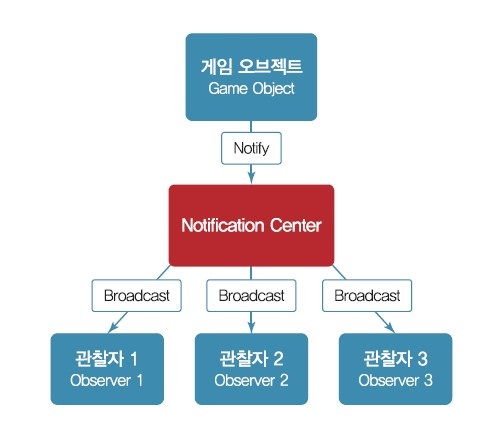 게임 오브젝트
Game Object
Notify
Notification Center
Broadcast
Broadcast
Broadcast
관찰자 1
Observer 1
관찰자 2
Observer 2
관찰자 3
Observer 3